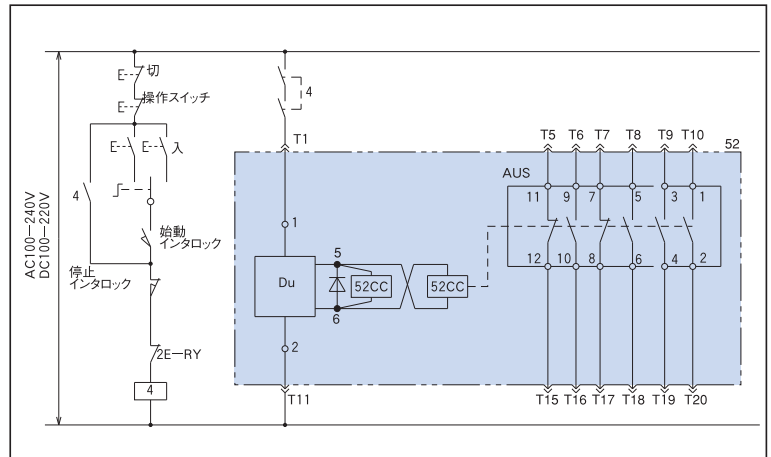 切
操作スイッチ
入
4
始動
インタロック
停止
インタロック
2E-RY
4
AC100-240V
DC100-220V
4
T1
1
Du
2
T11
5
52CC
6
52CC
T5 T6 T7 T8 T9 T10
52
AUS
11 9 7 5 3 1
12 10 8 6 4 2
T15 T16 T17 T18 T19 T20